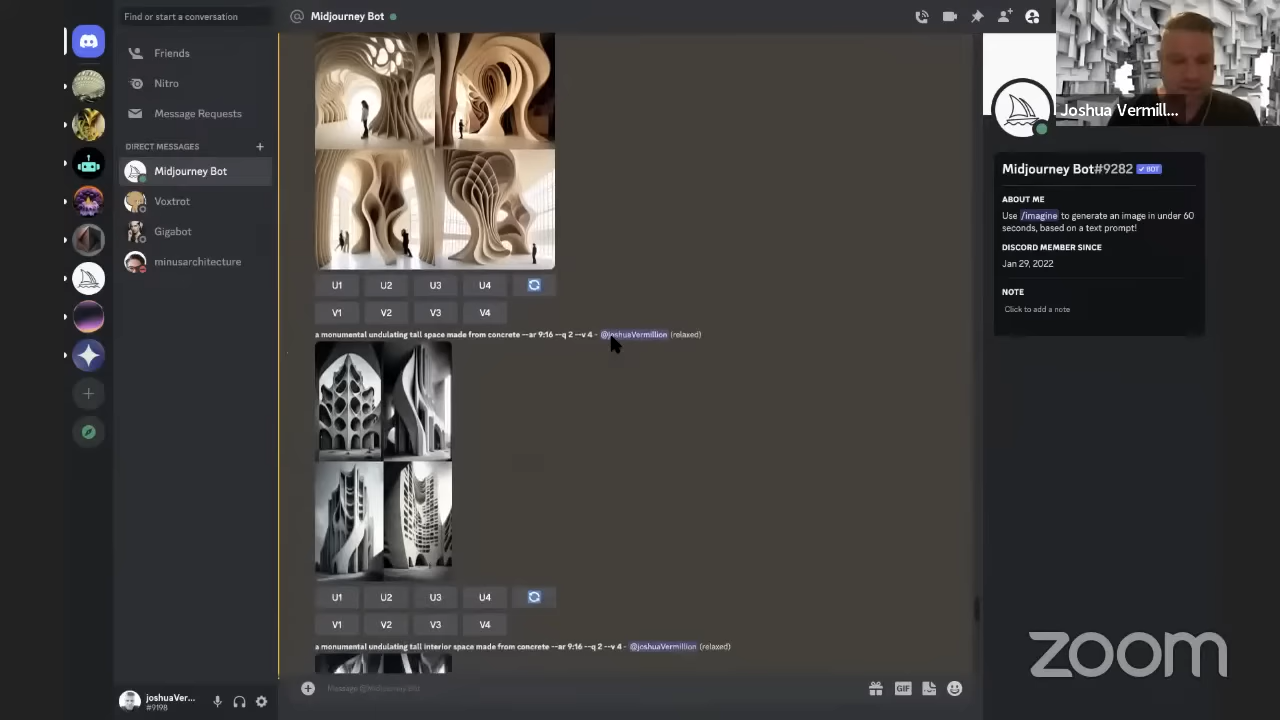 Find or start a conversation
Midjourney Bot
Friends
Nitro
Message Requests
DIRECT MESSAGES
Midjourney Bot
Voxtrot
Gigabot
minusarchitecture
U1 U2 U3 U4
V1 V2 V3 V4
a monumental undulating tall space made from concrete --ar 9:16 --q 2 --v 4 - @joshuaVermillion (relaxed)
U1 U2 U3 U4
V1 V2 V3 V4
a monumental undulating tall interior space made from concrete --ar 9:16 --q 2 --v 4 - @joshuaVermillion (relaxed)
Message @Midjourney Bot
GIF
joshuaVer...
#9198
Joshua Vermill...
Midjourney Bot#9282 ✓ BOT
ABOUT ME
Use /imagine to generate an image in under 60
seconds, based on a text prompt!
DISCORD MEMBER SINCE
Jan 29, 2022
NOTE
Click to add a note
zoom